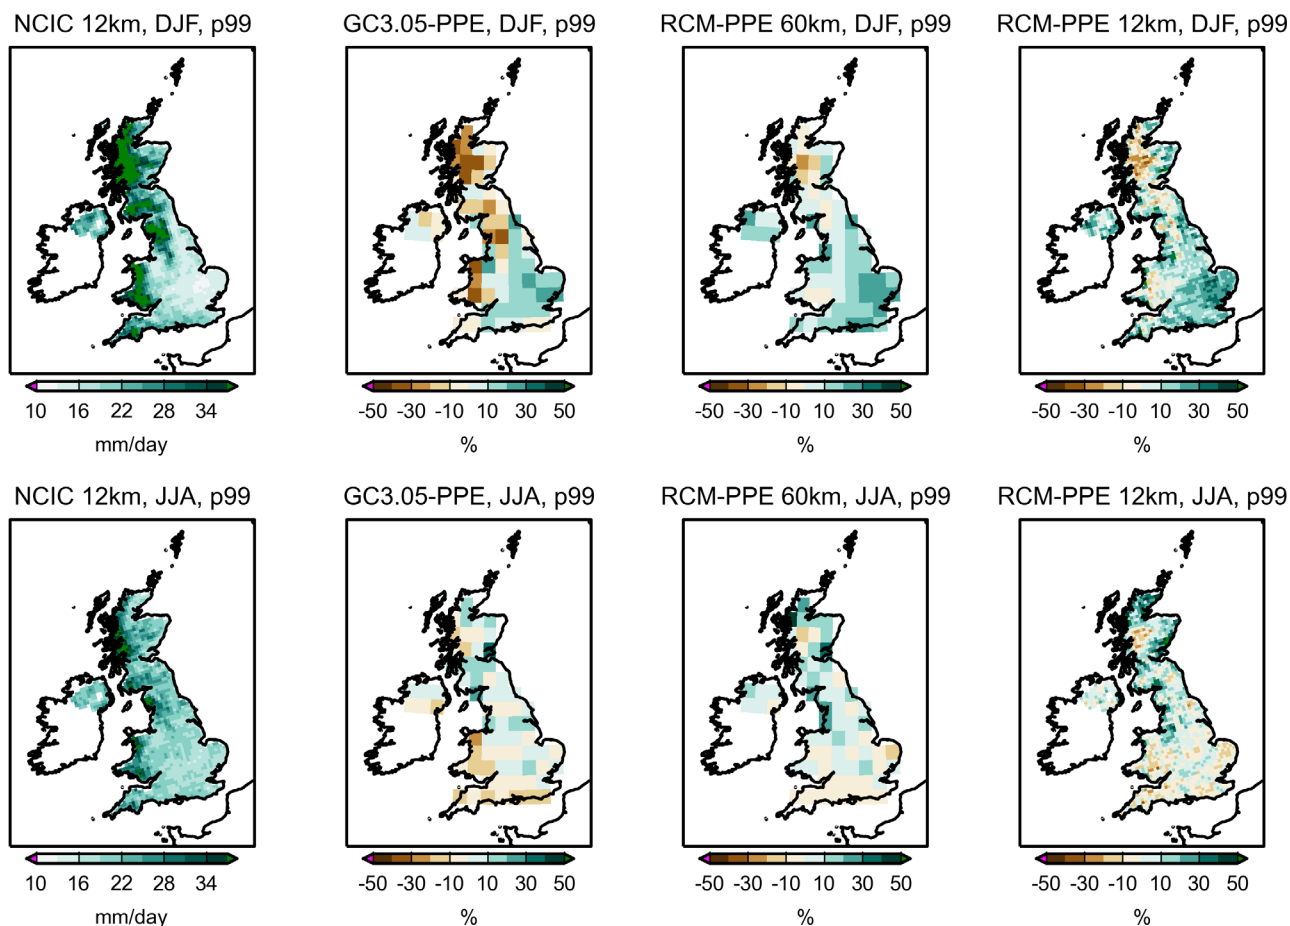 NCIC 12km, DJF, p99
GC3.05-PPE, DJF, p99
RCM-PPE 60km, DJF, p99
RCM-PPE 12km, DJF, p99
10 16 22 28 34
mm/day
-50 -30 -10 10 30 50
%
-50 -30 -10 10 30 50
%
-50 -30 -10 10 30 50
%
NCIC 12km, JJA, p99
GC3.05-PPE, JJA, p99
RCM-PPE 60km, JJA, p99
RCM-PPE 12km, JJA, p99
10 16 22 28 34
mm/day
-50 -30 -10 10 30 50
%
-50 -30 -10 10 30 50
%
-50 -30 -10 10 30 50
%